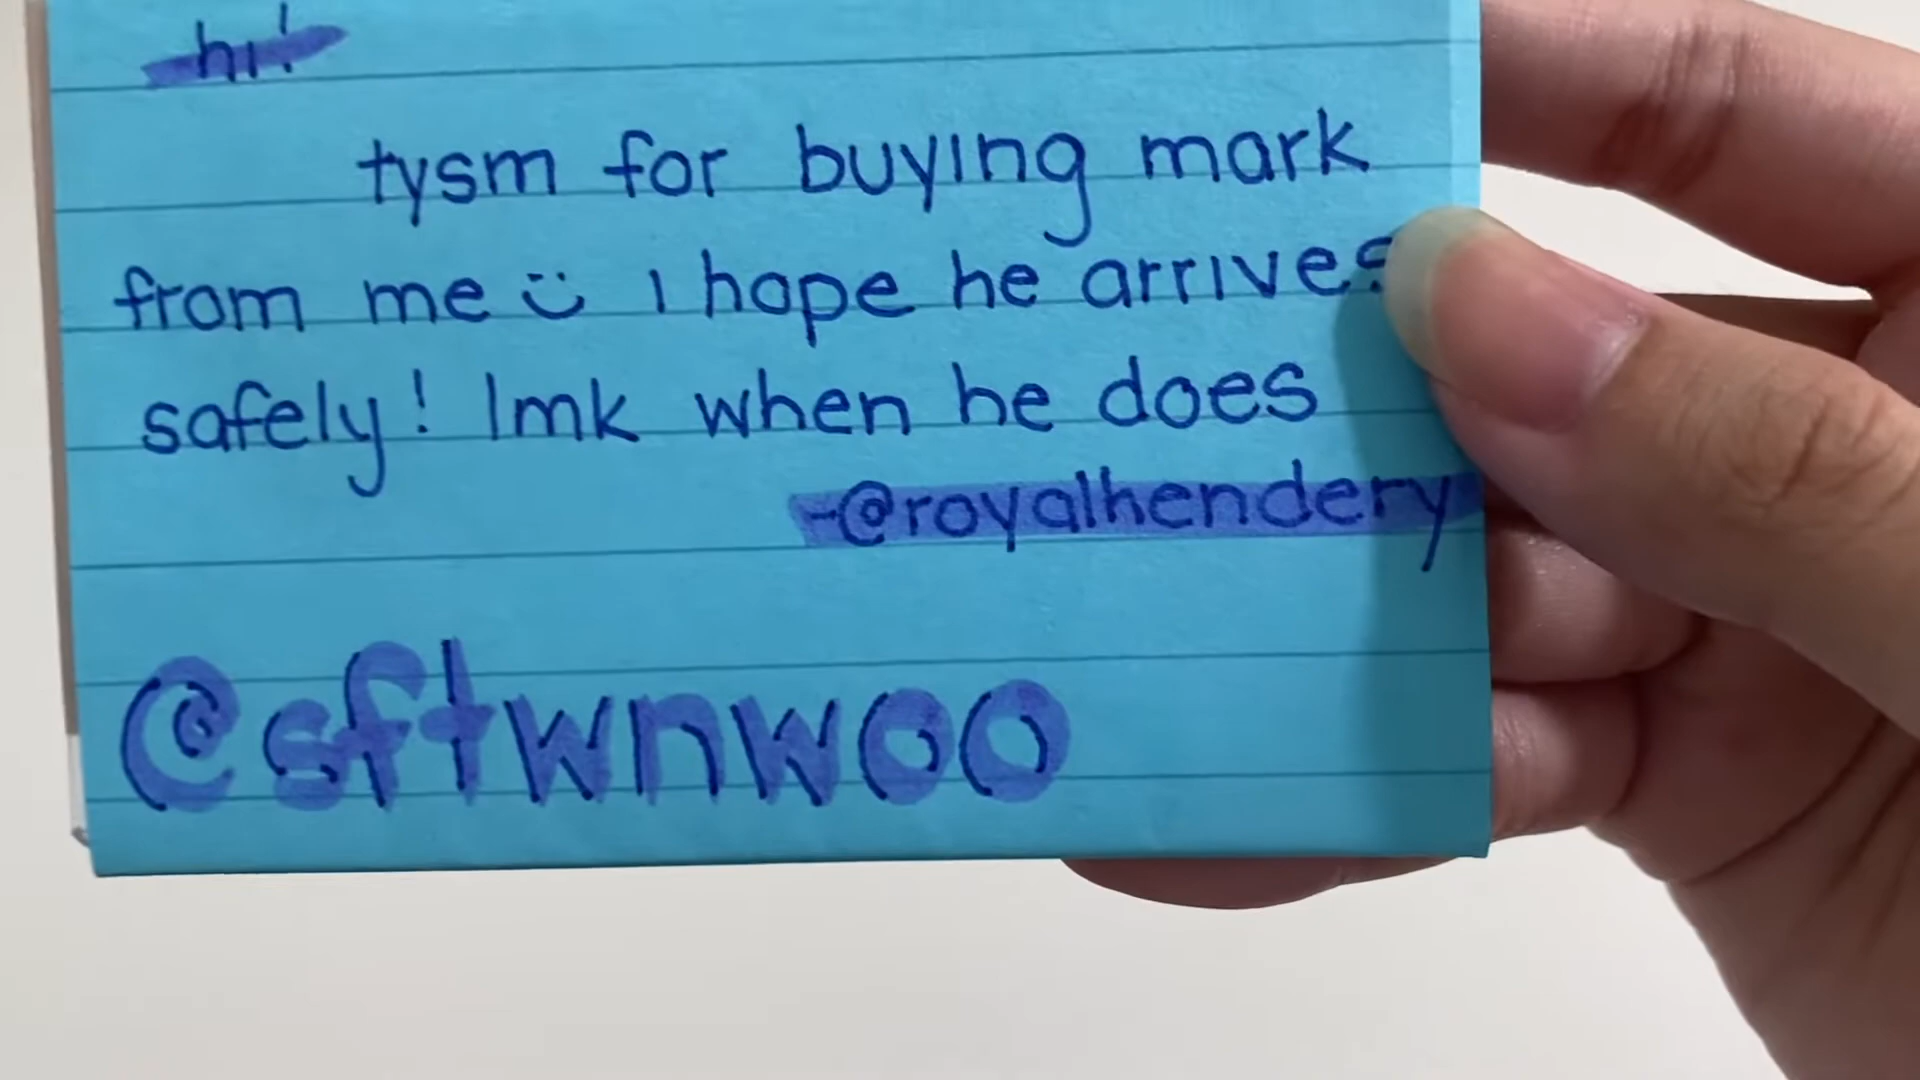 hi!
tysm for buying mark
from me :) i hope he arrives
safely! lmk when he does
-@royalhendery
@sftwnwoo